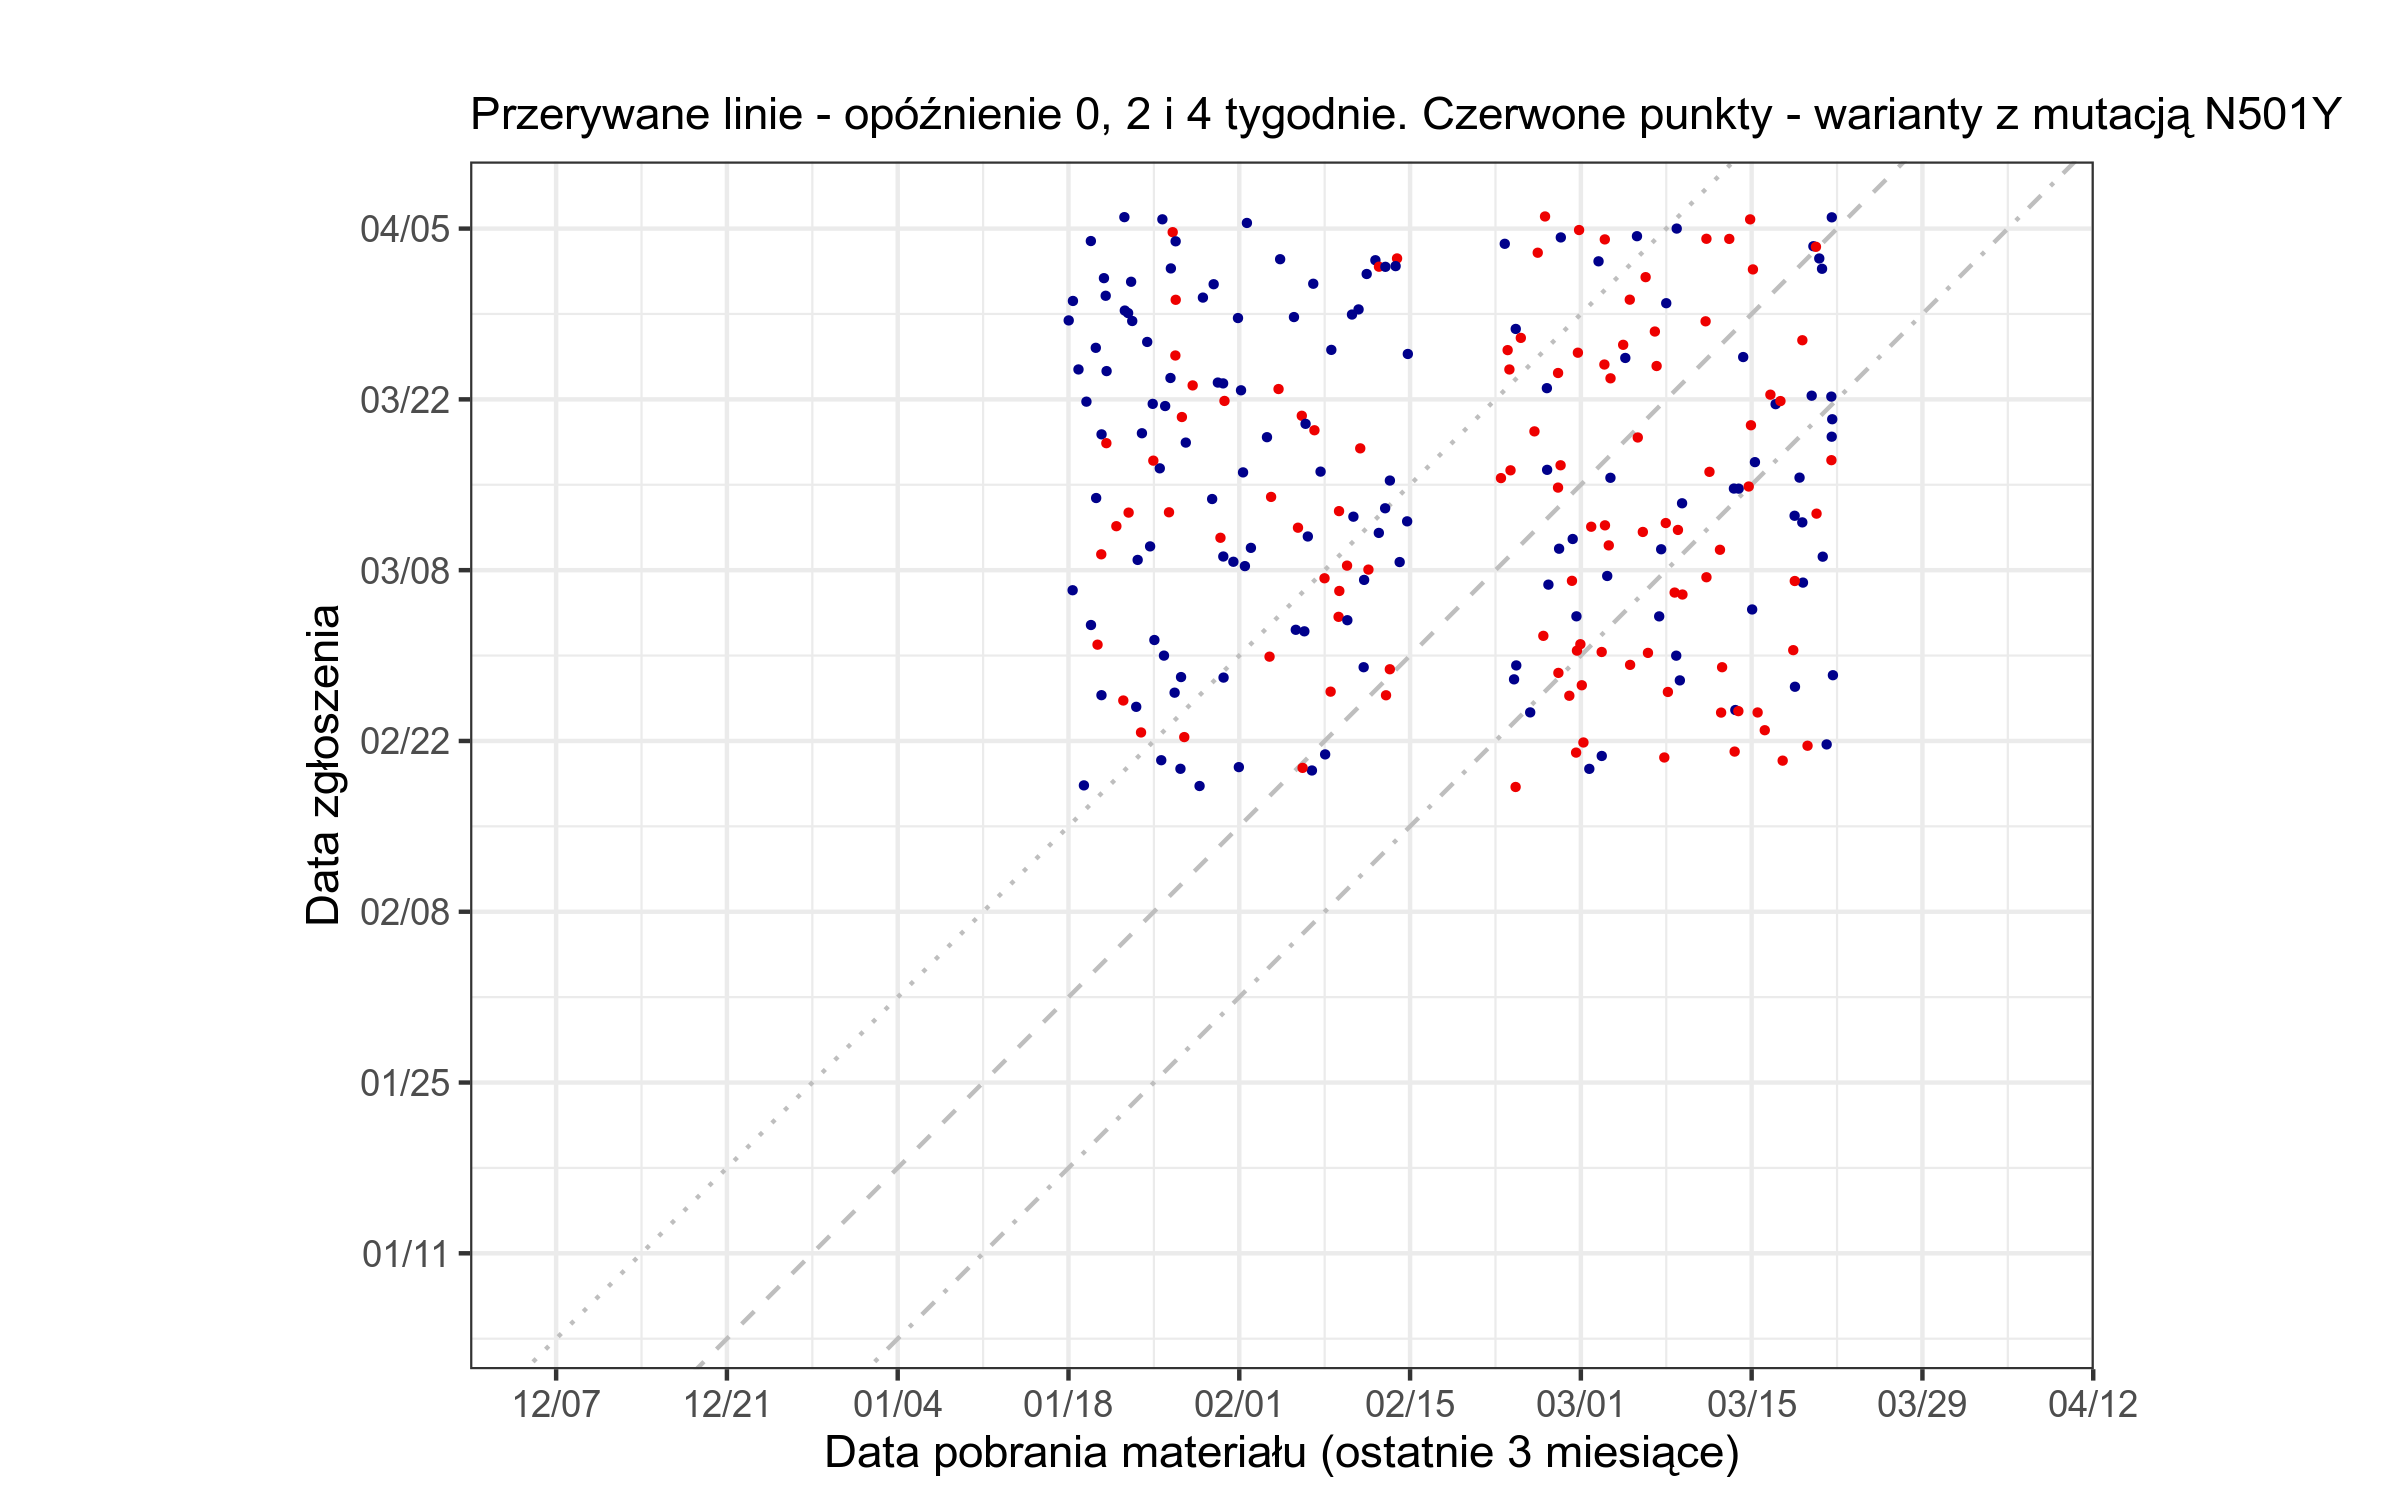 Przerywane linie - opóźnienie 0, 2 i 4 tygodnie. Czerwone punkty - warianty z mutacją N501Y
04/05
03/22
03/08
02/22
02/08
01/25
01/11
Data zgłoszenia
12/07 12/21 01/04 01/18 02/01 02/15 03/01 03/15 03/29 04/12
Data pobrania materiału (ostatnie 3 miesiące)